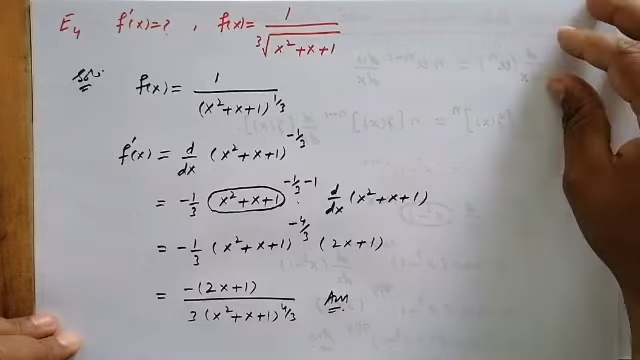 E4 f'(x)=? , f(x)= 1/∛(x²+x+1)
Sol:
f(x) = 1/(x²+x+1)^1/3
f'(x) = d/dx (x²+x+1)^-1/3
= -1/3 (x²+x+1)^-1/3-1 . d/dx (x²+x+1)
= -1/3 (x²+x+1)^-4/3 (2x+1)
= -(2x+1)/3(x²+x+1)^4/3 Ans